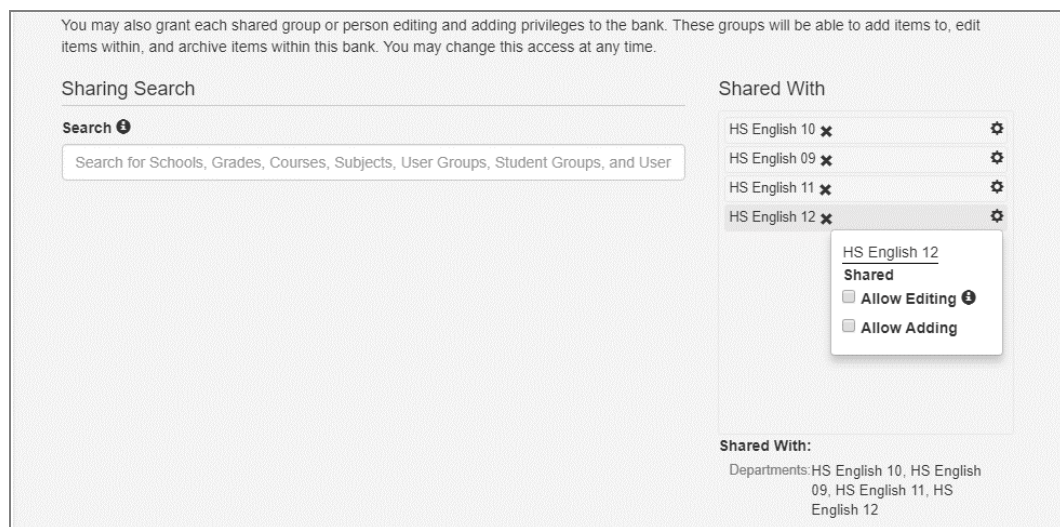 You may also grant each shared group or person editing and adding privileges to the bank. These groups will be able to add items to, edit
items within, and archive items within this bank. You may change this access at any time.
Sharing Search
Search
Search for Schools, Grades, Courses, Subjects, User Groups, Student Groups, and User
Shared With
HS English 10
HS English 09
HS English 11
HS English 12
HS English 12
Shared
Allow Editing
Allow Adding
Shared With:
Departments: HS English 10, HS English
09, HS English 11, HS
English 12